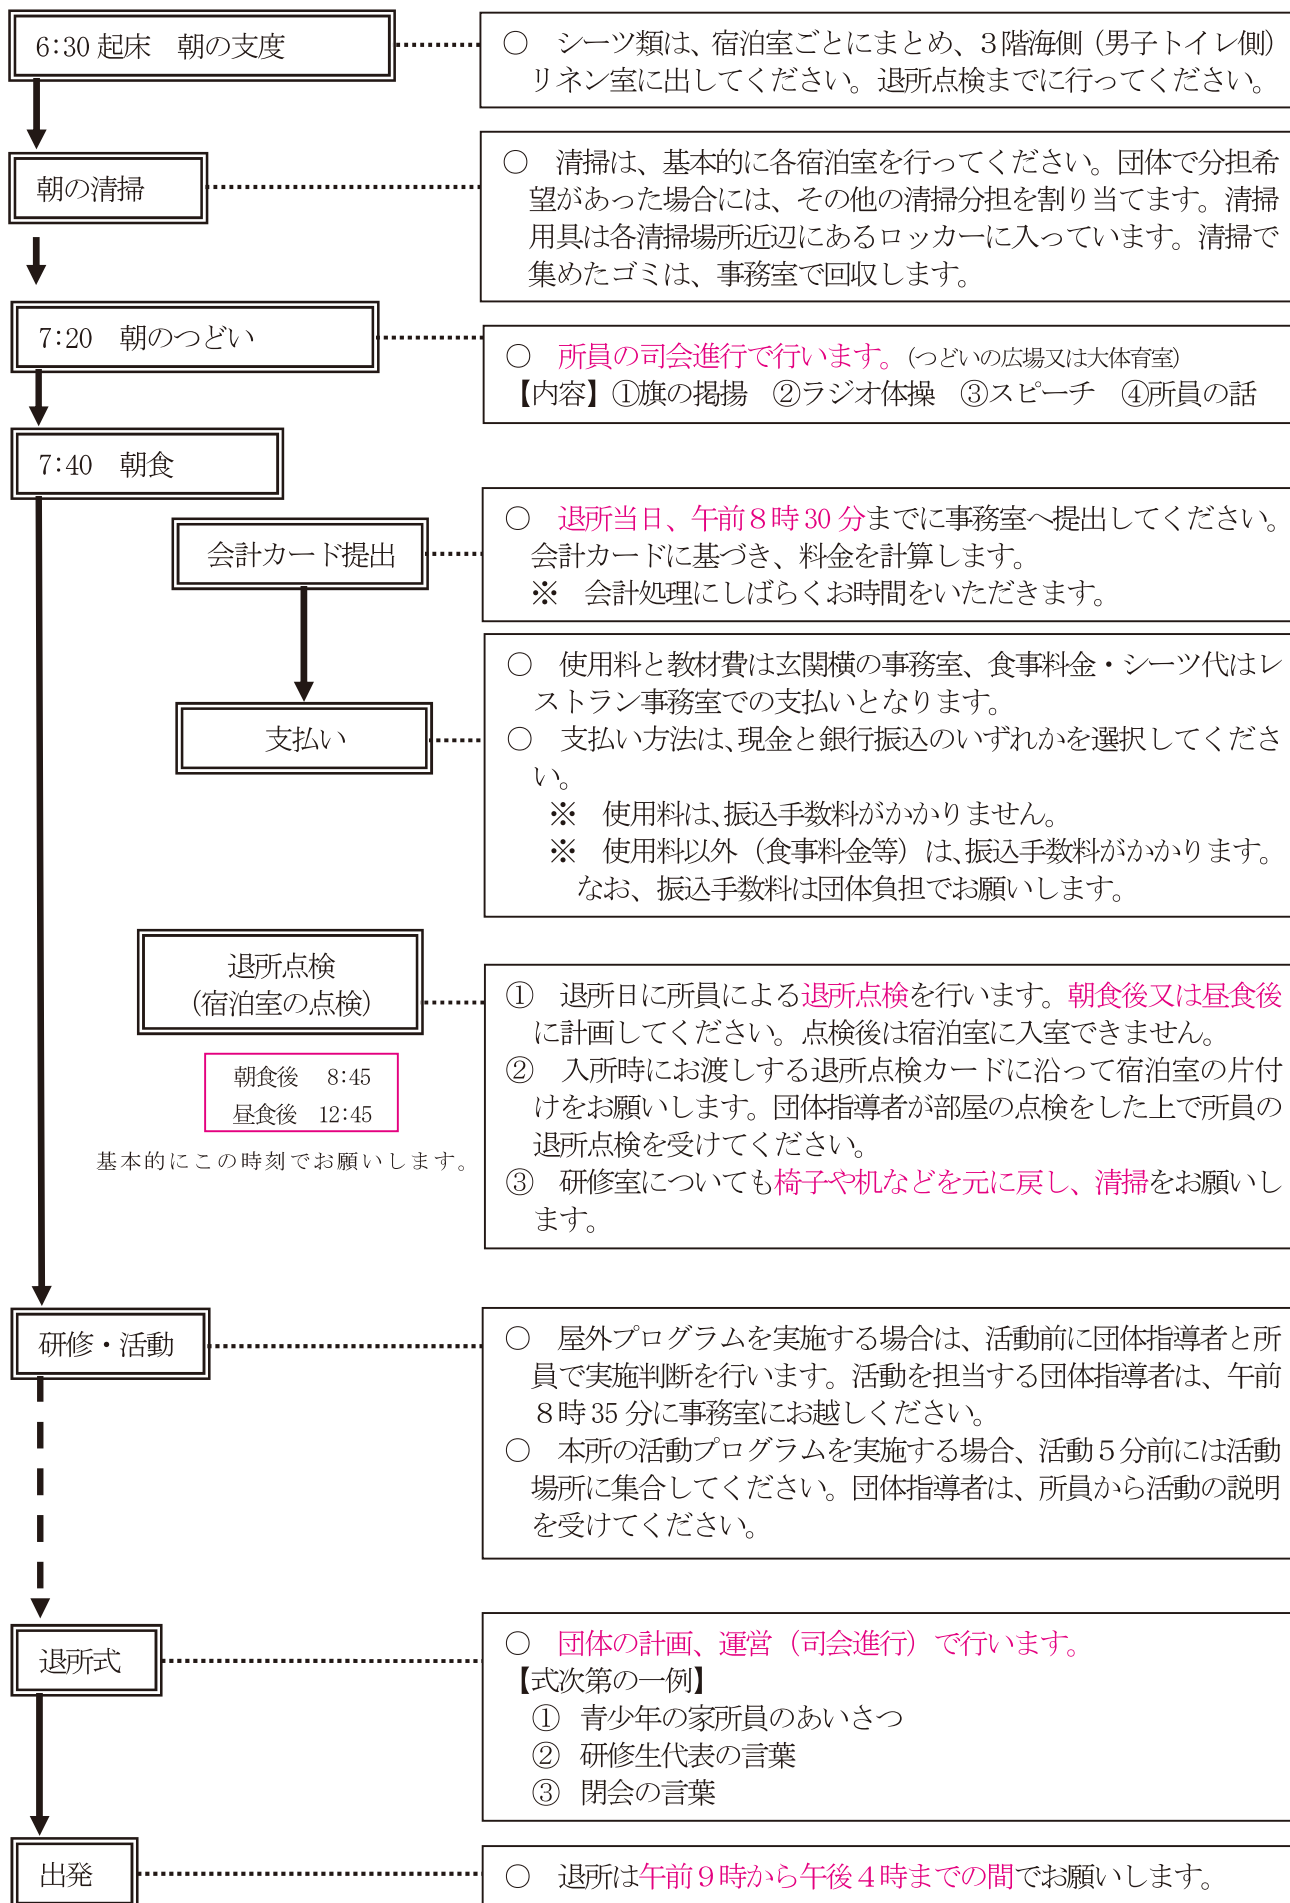 6:30 起床　朝の支度
○　シーツ類は、宿泊室ごとにまとめ、３階海側（男子トイレ側）
リネン室に出してください。退所点検までに行ってください。
朝の清掃
○　清掃は、基本的に各宿泊室を行ってください。団体で分担希
望があった場合には、その他の清掃分担を割り当てます。清掃
用具は各清掃場所近辺にあるロッカーに入っています。清掃で
集めたゴミは、事務室で回収します。
7:20　朝のつどい
○　所員の司会進行で行います。（つどいの広場又は大体育室）
【内容】①旗の掲揚　②ラジオ体操　③スピーチ　④所員の話
7:40　朝食
会計カード提出
○　退所当日、午前８時 30 分までに事務室へ提出してください。
会計カードに基づき、料金を計算します。
※　会計処理にしばらくお時間をいただきます。
支払い
○　使用料と教材費は玄関横の事務室、食事料金・シーツ代はレ
ストラン事務室での支払いとなります。
○　支払い方法は、現金と銀行振込のいずれかを選択してくださ
い。
※　使用料は、振込手数料がかかりません。
※　使用料以外（食事料金等）は、振込手数料がかかります。
なお、振込手数料は団体負担でお願いします。
退所点検
（宿泊室の点検）
朝食後　8:45
昼食後　12:45
基本的にこの時刻でお願いします。
①　退所日に所員による退所点検を行います。朝食後又は昼食後
に計画してください。点検後は宿泊室に入室できません。
②　入所時にお渡しする退所点検カードに沿って宿泊室の片付
けをお願いします。団体指導者が部屋の点検をした上で所員の
退所点検を受けてください。
③　研修室についても椅子や机などを元に戻し、清掃をお願いし
ます。
研修・活動
○　屋外プログラムを実施する場合は、活動前に団体指導者と所
員で実施判断を行います。活動を担当する団体指導者は、午前
８時 35 分に事務室にお越しください。
○　本所の活動プログラムを実施する場合、活動５分前には活動
場所に集合してください。団体指導者は、所員から活動の説明
を受けてください。
退所式
○　団体の計画、運営（司会進行）で行います。
【式次第の一例】
①　青少年の家所員のあいさつ
②　研修生代表の言葉
③　閉会の言葉
出発
○　退所は午前９時から午後４時までの間でお願いします。